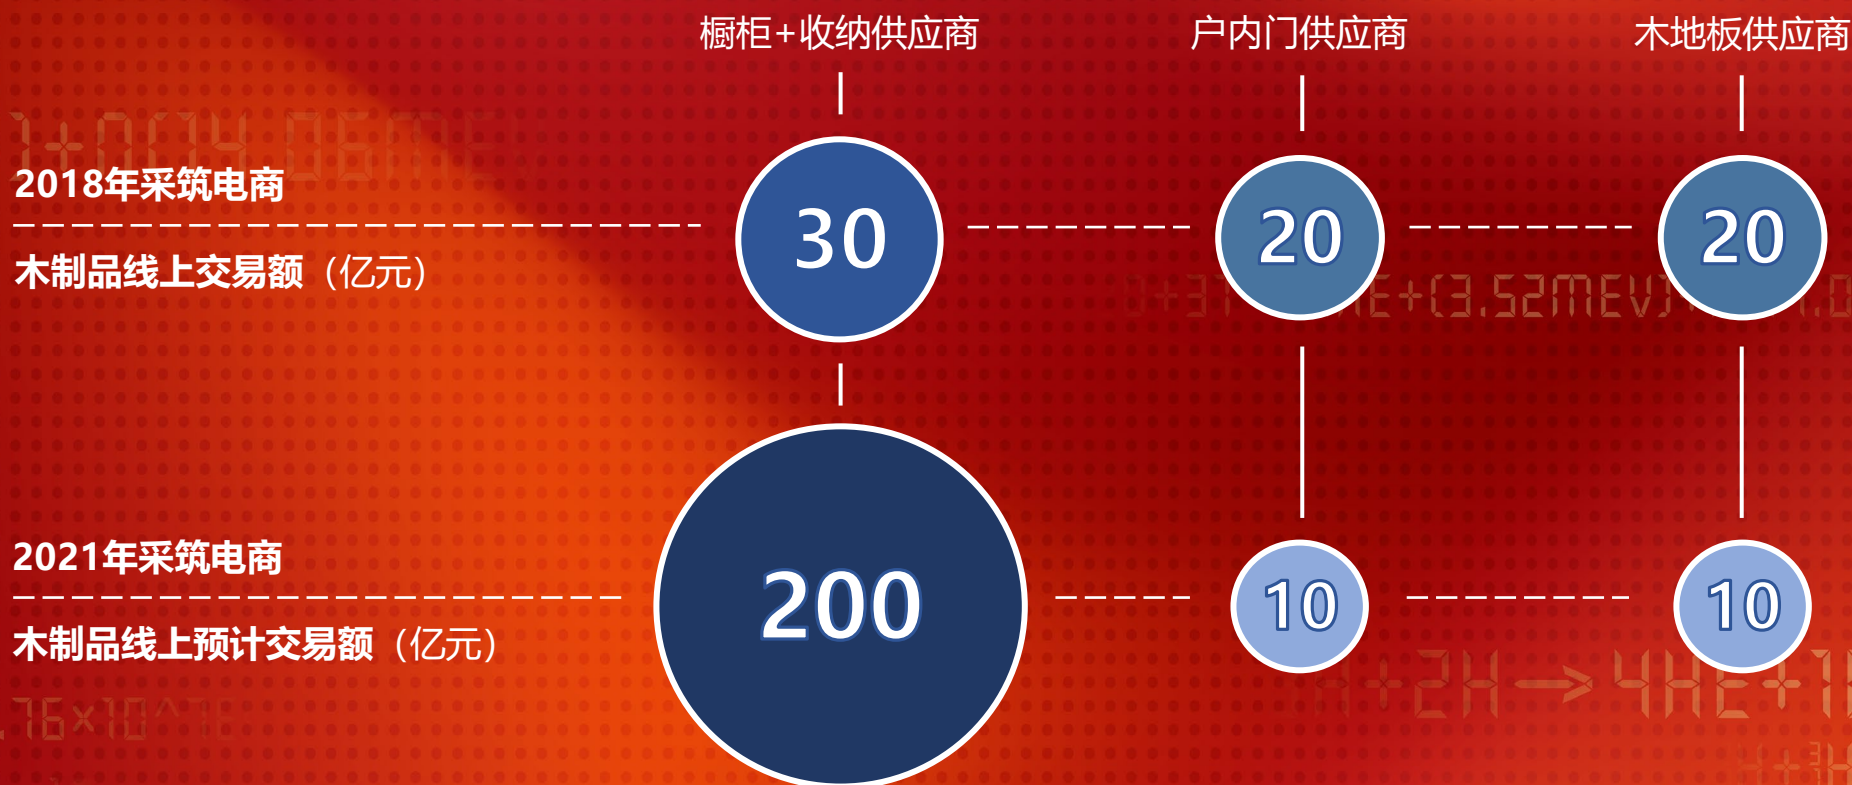 橱柜+收纳供应商 户内门供应商 木地板供应商
2018年采筑电商
30 20 20
木制品线上交易额（亿元）
2021年采筑电商
200 10 10
木制品线上预计交易额（亿元）